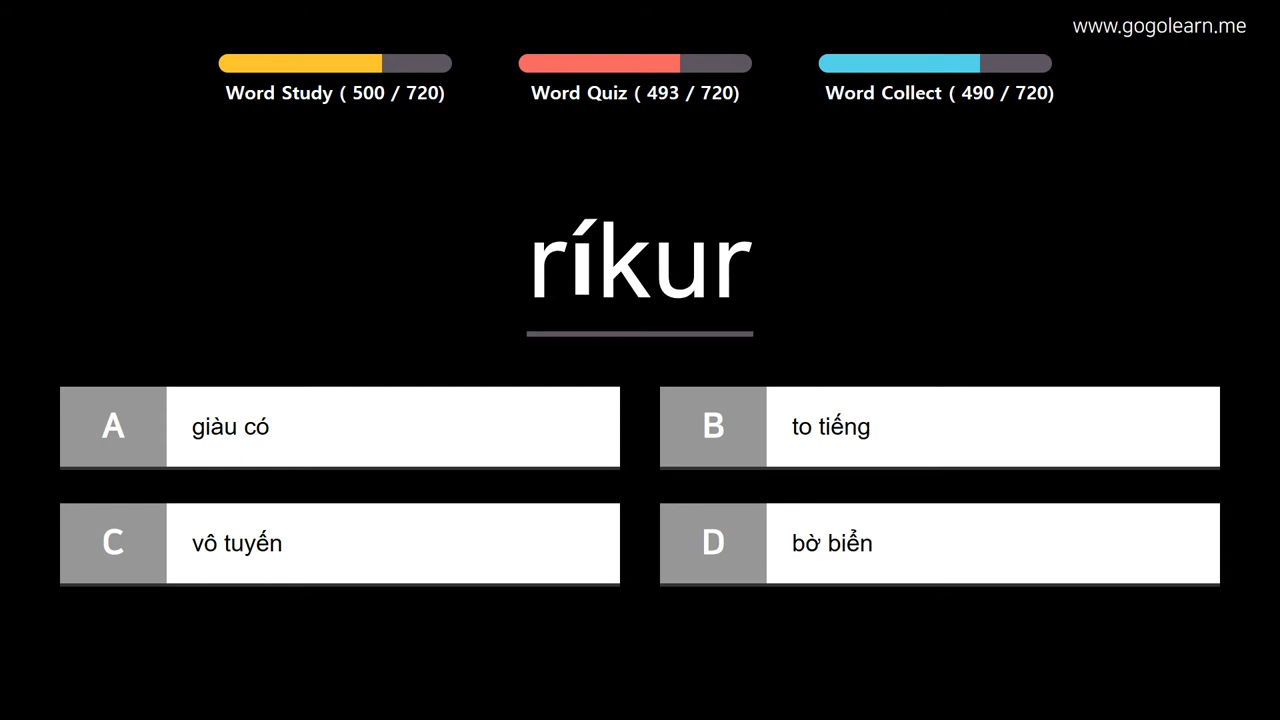 www.gogolearn.me
Word Study ( 500 / 720)
Word Quiz ( 493 / 720)
Word Collect ( 490 / 720)
ríkur
A giàu có
B to tiếng
C vô tuyến
D bờ biển